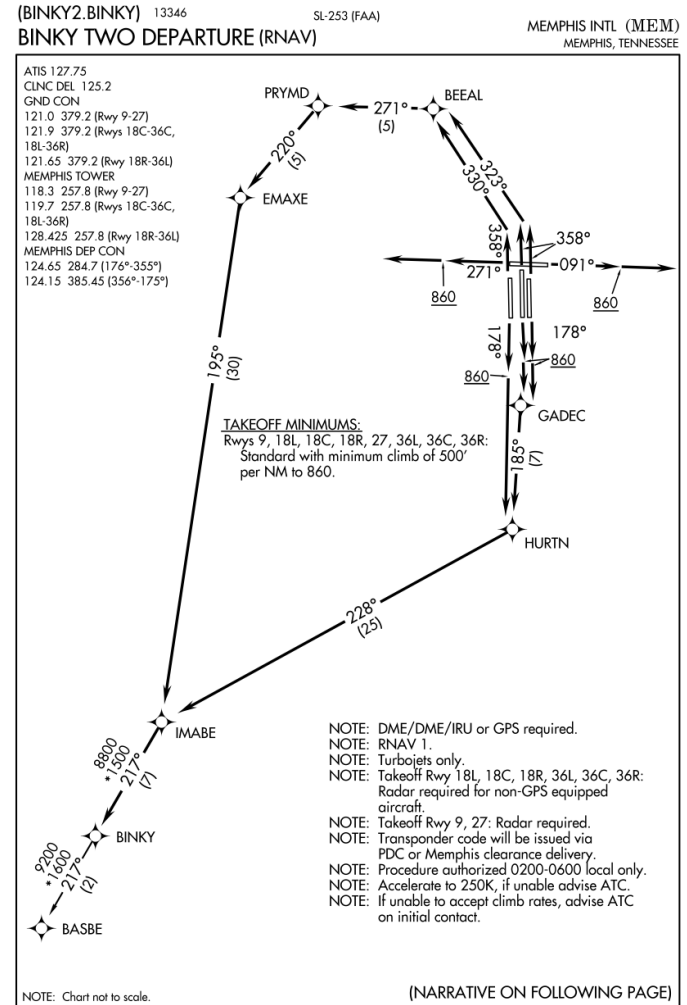 (BINKY2.BINKY) 13346
SL-253 (FAA)
MEMPHIS INTL (MEM)
BINKY TWO DEPARTURE (RNAV)
MEMPHIS, TENNESSEE
ATIS 127.75
CLNC DEL 125.2
GND CON
121.0 379.2 (Rwy 9-27)
121.9 379.2 (Rwys 18C-36C,
18L-36R)
121.65 379.2 (Rwy 18R-36L)
MEMPHIS TOWER
118.3 257.8 (Rwy 9-27)
119.7 257.8 (Rwys 18C-36C,
18L-36R)
128.425 257.8 (Rwy 18R-36L)
MEMPHIS DEP CON
124.65 284.7 (176°-355°)
124.15 385.45 (356°-175°)
PRYMD
271°
(5)
BEEAL
220°
(5)
EMAXE
330°
323°
358°
358°
271°
091°
860
860
178°
178°
860
860
GADEC
185°
(7)
HURTN
195°
(30)
TAKEOFF MINIMUMS:
Rwys 9, 18L, 18C, 18R, 27, 36L, 36C, 36R:
Standard with minimum climb of 500'
per NM to 860.
228°
(25)
IMABE
8800
*1500
217°
(7)
BINKY
9200
*1600
217°
(2)
BASBE
NOTE: DME/DME/IRU or GPS required.
NOTE: RNAV 1.
NOTE: Turbojets only.
NOTE: Takeoff Rwy 18L, 18C, 18R, 36L, 36C, 36R:
Radar required for non-GPS equipped
aircraft.
NOTE: Takeoff Rwy 9, 27: Radar required.
NOTE: Transponder code will be issued via
PDC or Memphis clearance delivery.
NOTE: Procedure authorized 0200-0600 local only.
NOTE: Accelerate to 250K, if unable advise ATC.
NOTE: If unable to accept climb rates, advise ATC
on initial contact.
NOTE: Chart not to scale.
(NARRATIVE ON FOLLOWING PAGE)